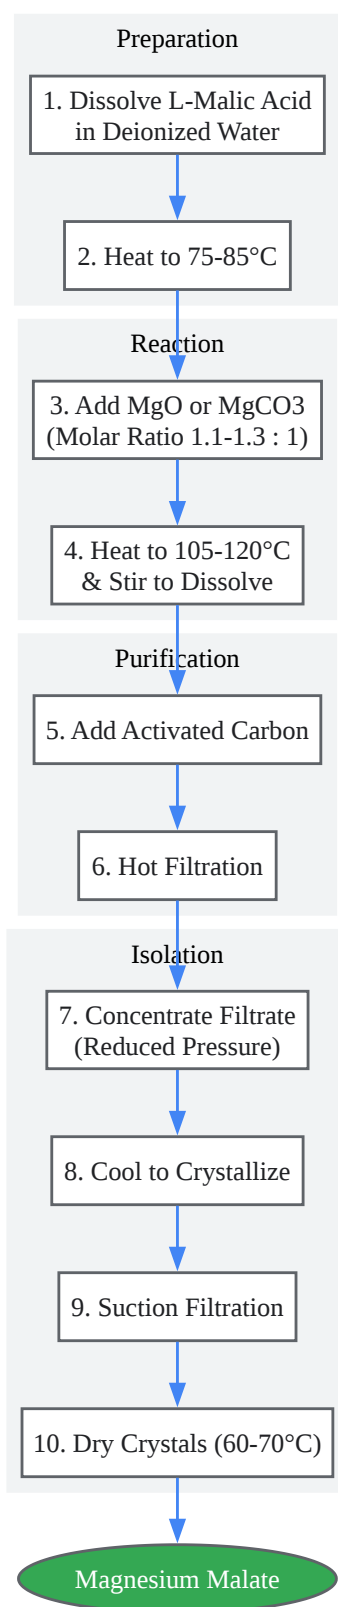 Preparation
1. Dissolve L-Malic Acid
in Deionized Water
2. Heat to 75-85°C
Reaction
3. Add MgO or MgCO3
(Molar Ratio 1.1-1.3 : 1)
4. Heat to 105-120°C
& Stir to Dissolve
Purification
5. Add Activated Carbon
6. Hot Filtration
Isolation
7. Concentrate Filtrate
(Reduced Pressure)
8. Cool to Crystallize
9. Suction Filtration
10. Dry Crystals (60-70°C)
Magnesium Malate